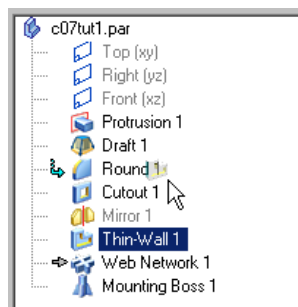 c07tut1.par
Top (xy)
Right (yz)
Front (xz)
Protrusion 1
Draft 1
Round 1
Cutout 1
Mirror 1
Thin-Wall 1
Web Network 1
Mounting Boss 1